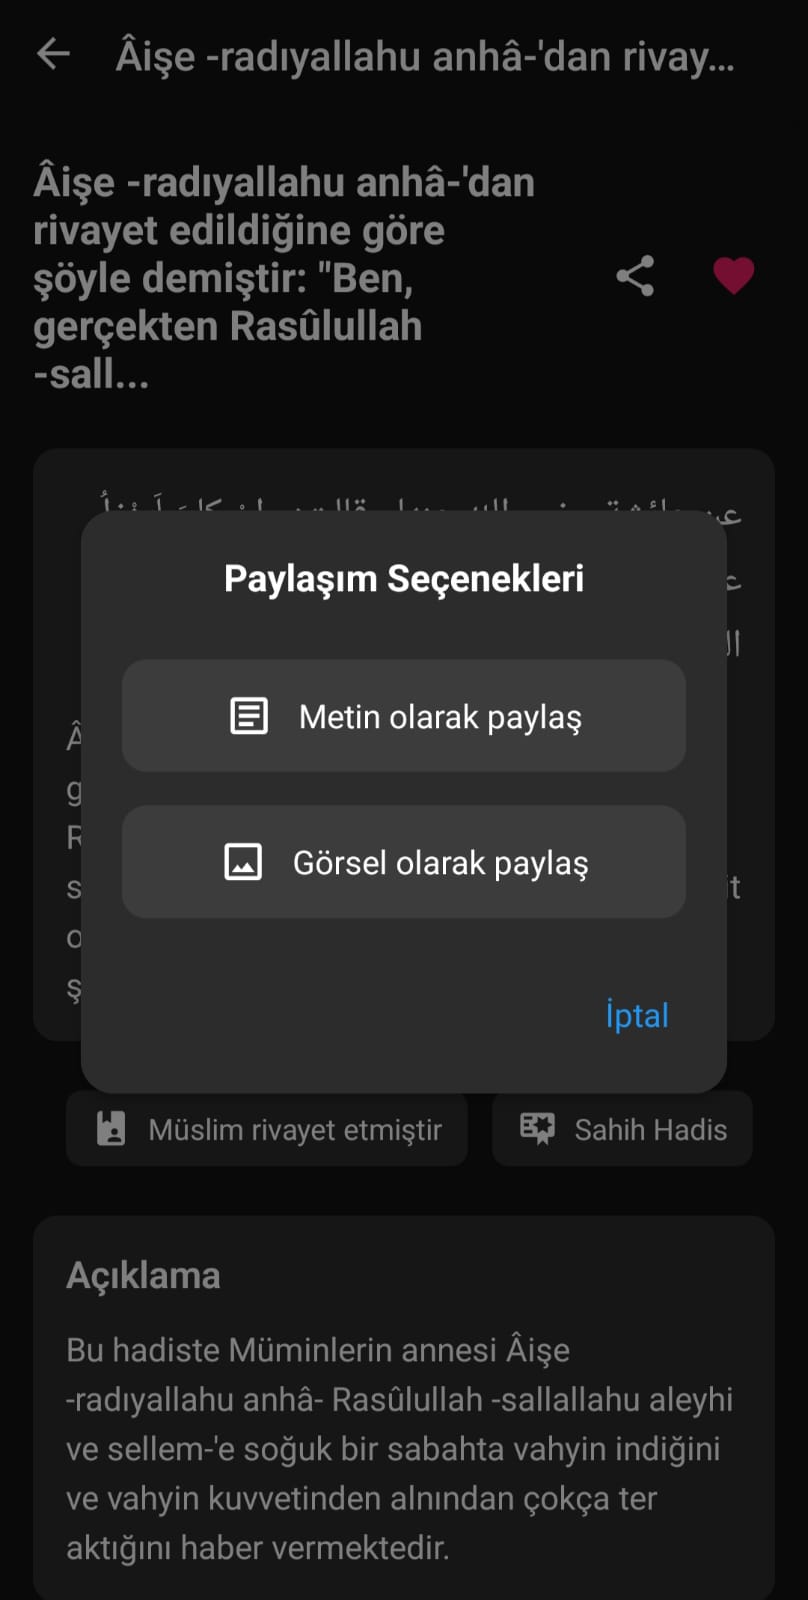 Âişe -radıyallahu anhâ-'dan rivay...
Âişe -radıyallahu anhâ-'dan
rivayet edildiğine göre
şöyle demiştir: "Ben,
gerçekten Rasûlullah
-sall...
Paylaşım Seçenekleri
Metin olarak paylaş
Görsel olarak paylaş
İptal
Müslim rivayet etmiştir
Sahih Hadis
Açıklama
Bu hadiste Müminlerin annesi Âişe
-radıyallahu anhâ- Rasûlullah -sallallahu aleyhi
ve sellem-'e soğuk bir sabahta vahyin indiğini
ve vahyin kuvvetinden alnından çokça ter
aktığını haber vermektedir.